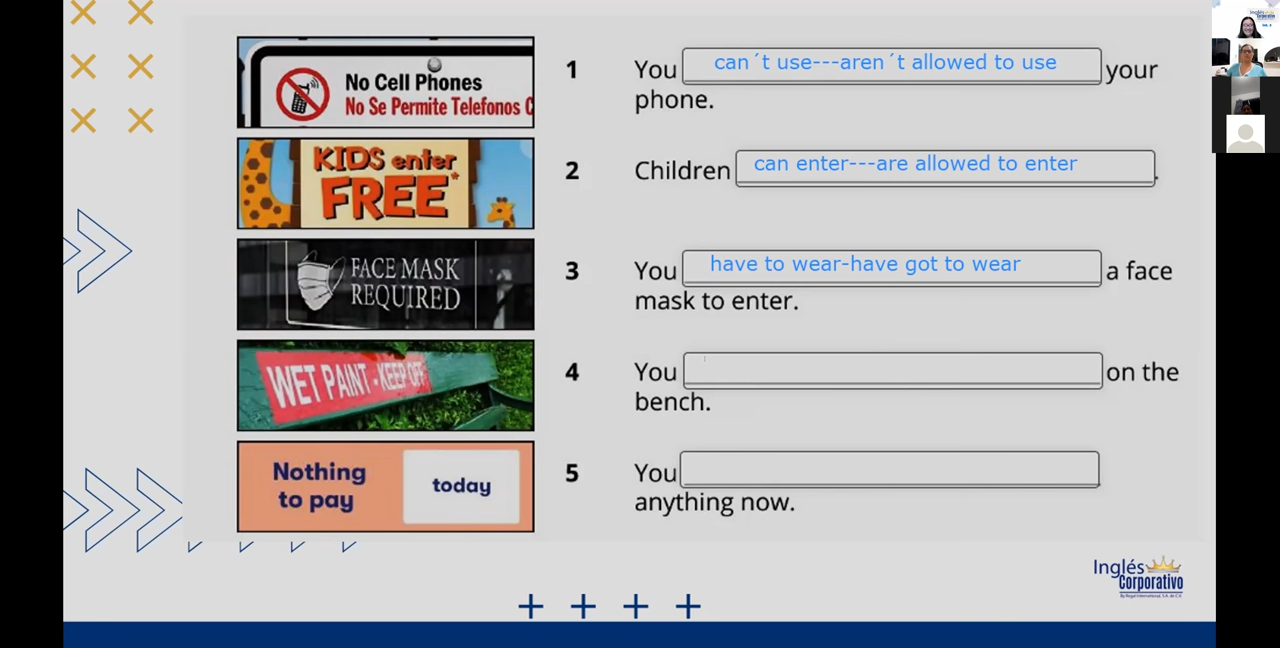 No Cell Phones
No Se Permite Telefonos C
1 You can´t use---aren´t allowed to use your
phone.
KIDS enter
FREE*
2 Children can enter---are allowed to enter.
FACE MASK
REQUIRED
3 You have to wear-have got to wear a face
mask to enter.
WET PAINT - KEEP OFF
4 You on the
bench.
Nothing
to pay
today
5 You
anything now.
Inglés
Corporativo